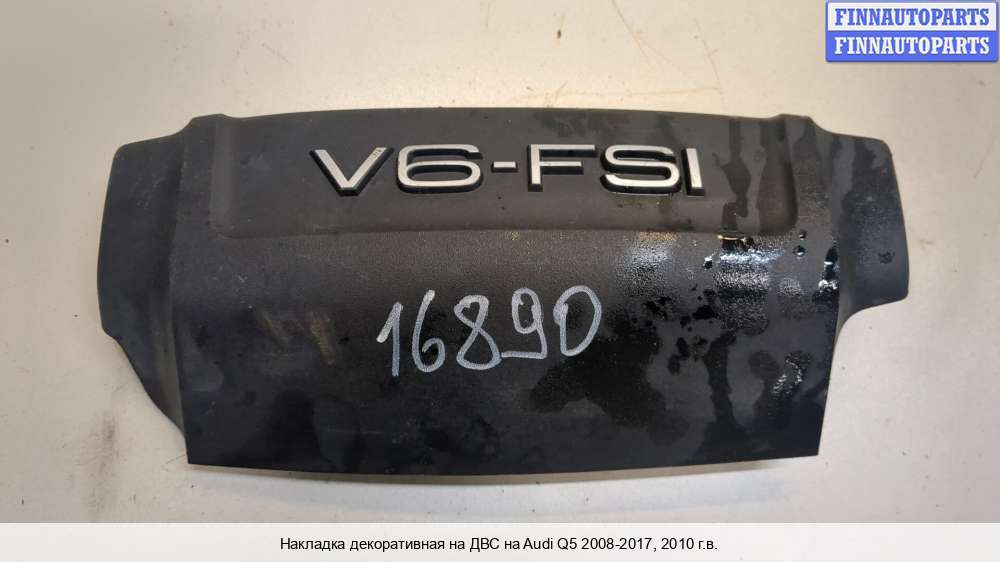 FINNAUTOPARTS
FINNAUTOPARTS
V6-FSI
16890
Накладка декоративная на ДВС на Audi Q5 2008-2017, 2010 г.в.